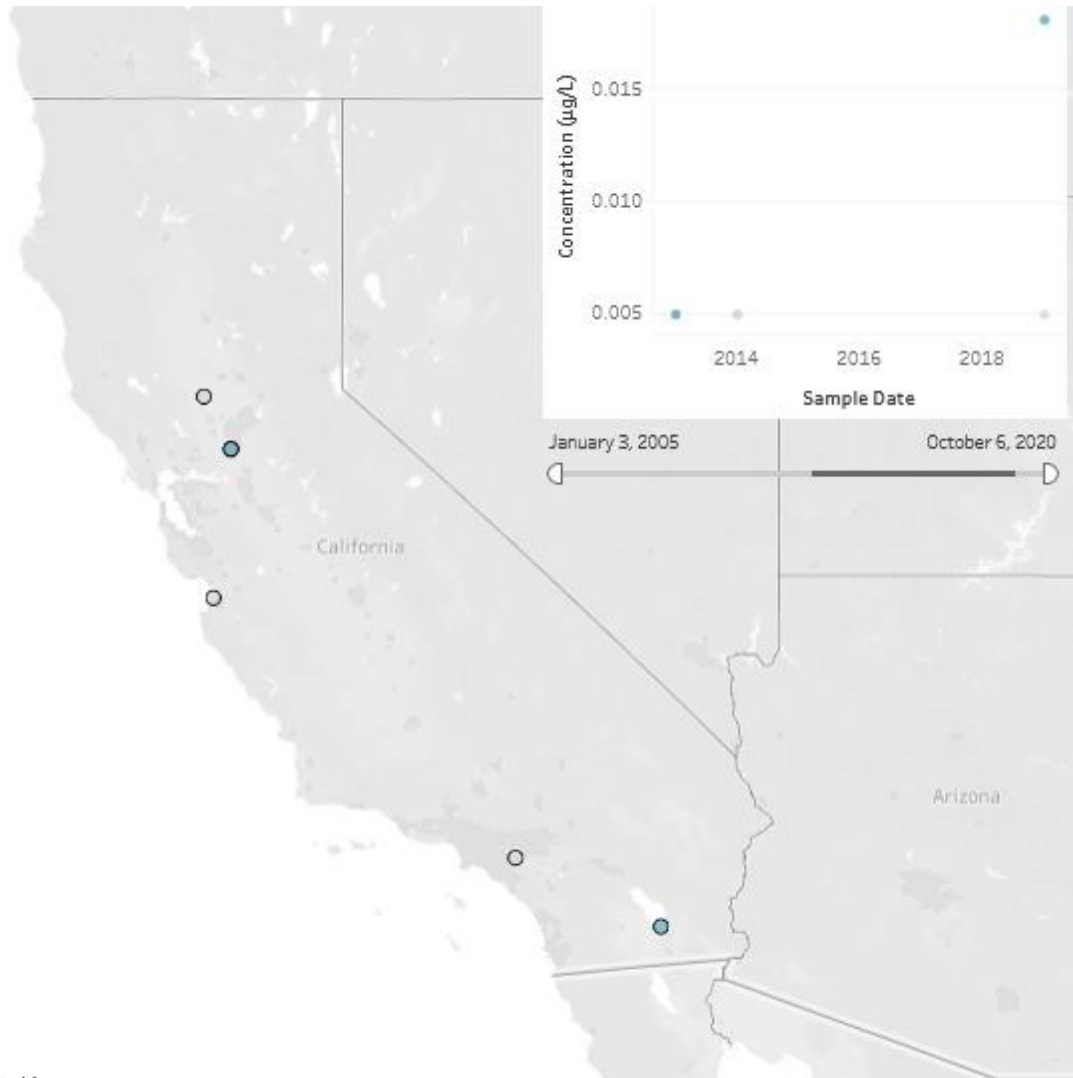 Concentration (µg/L)
0.015
0.010
0.005
2014 2016 2018
Sample Date
January 3, 2005 October 6, 2020
California
Arizona